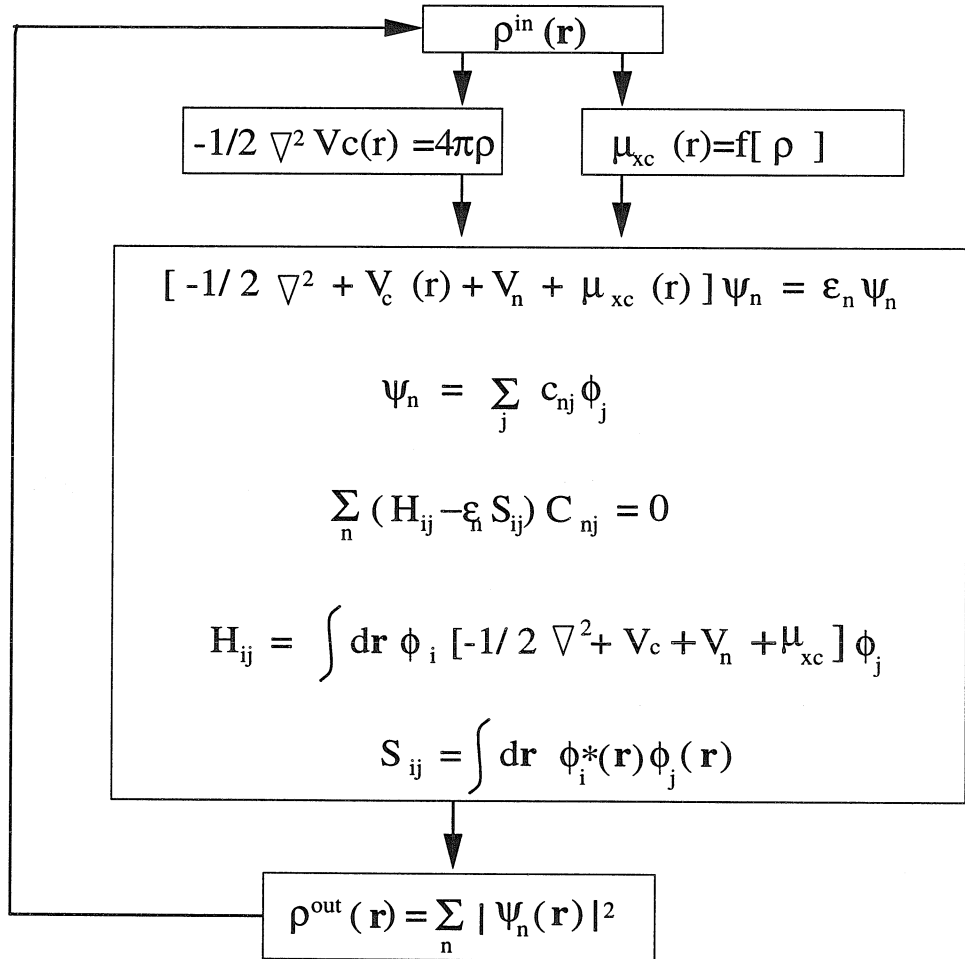 ρ^in (r)
-1/2 ∇² Vc(r) =4πρ
μ_xc (r)=f[ ρ ]
[ -1/2 ∇² + V_c (r) + V_n + μ_xc (r) ] ψ_n = ε_n ψ_n
ψ_n = Σ_j c_nj ϕ_j
Σ_n ( H_ij – ε_n S_ij ) C_nj = 0
H_ij = ∫ dr ϕ_i [-1/2 ∇² + Vc + V_n + μ_xc ] ϕ_j
S_ij = ∫ dr ϕ_i*(r) ϕ_j (r)
ρ^out (r) = Σ_n | Ψ_n (r) |²